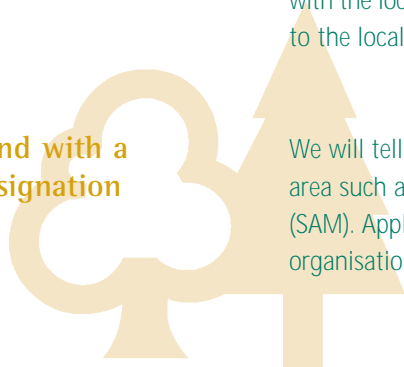 with the loc
to the local
nd with a
signation
We will tell
area such a
(SAM). Appl
organisatio